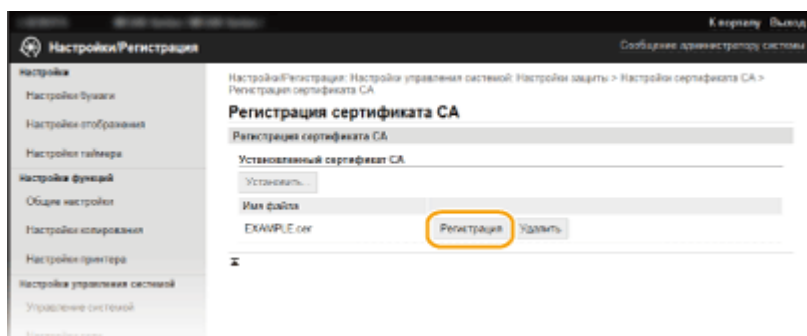 К порталу Выход
Настройки/Регистрация
Сообщение администратору системы
Настройки
Настройки бумаги
Настройки отображения
Настройки таймера
Настройки функций
Общие настройки
Настройки копирования
Настройки принтера
Настройки управления системой
Управление системой
Настройки/Регистрация: Настройки управления системой: Настройки защиты > Настройки сертификата CA >
Регистрация сертификата CA
Регистрация сертификата CA
Регистрация сертификата CA
Установленный сертификат CA
Установить...
Имя файла
EXAMPLE.cer Регистрация Удалить